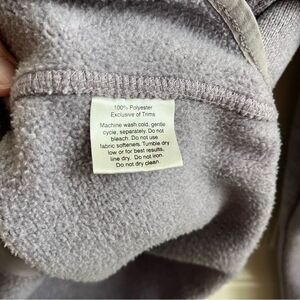 100% Polyester
Exclusive of Trims
Machine wash cold, gentle
cycle, separately. Do not
bleach. Do not use
fabric softeners. Tumble dry
low or for best results,
line dry. Do not iron.
Do not dry clean.